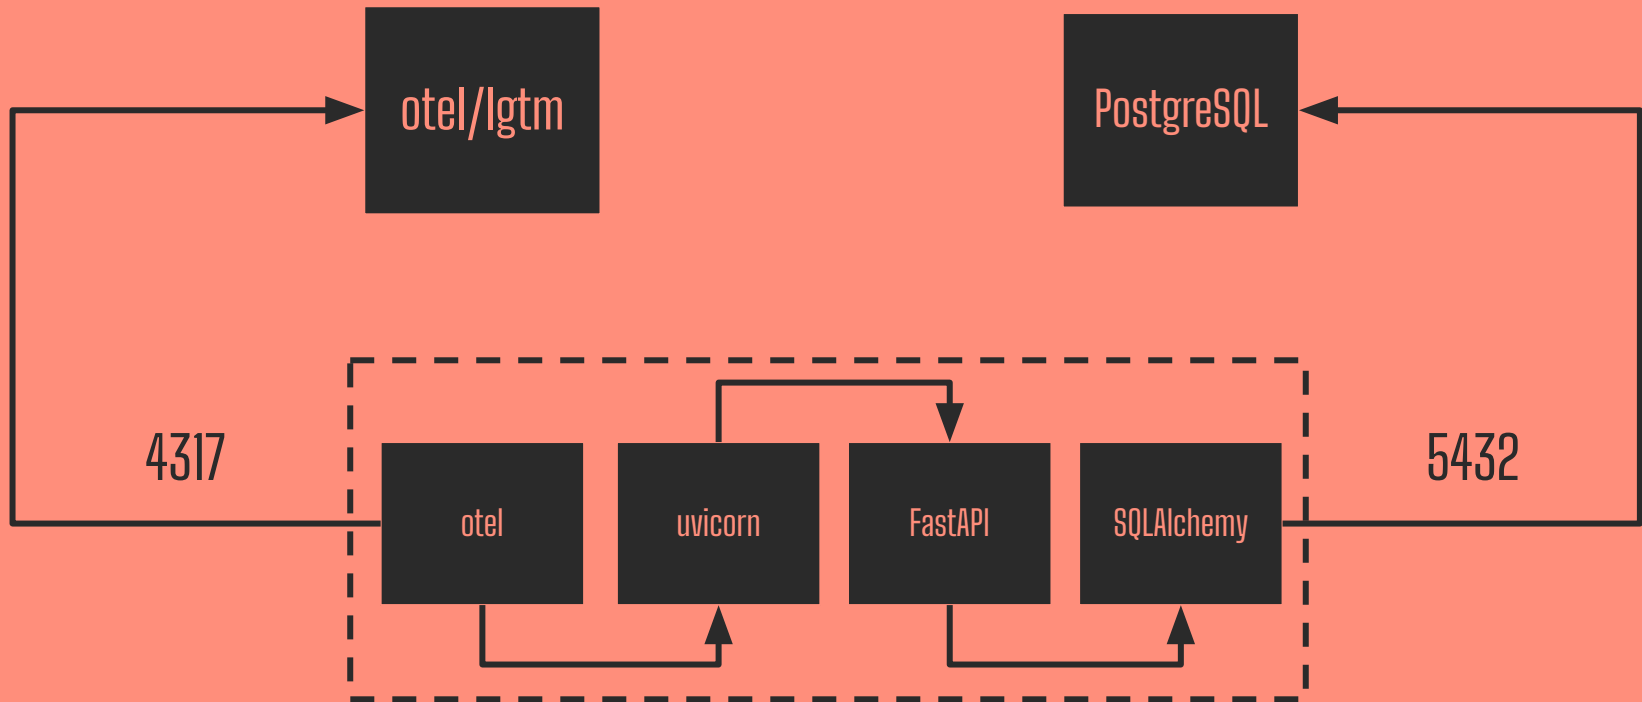 otel/lgtm
PostgreSQL
4317
5432
otel
uvicorn
FastAPI
SQLAlchemy